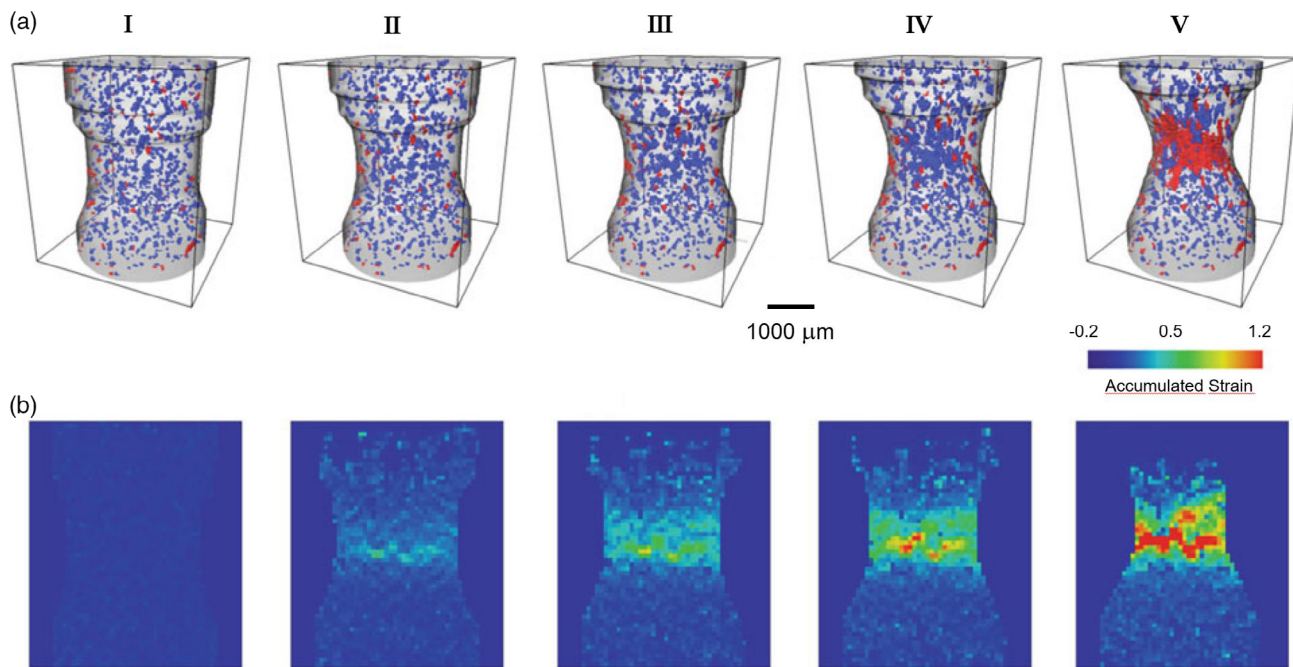 (a)
I II III IV V
1000 μm
-0.2 0.5 1.2
Accumulated Strain
(b)